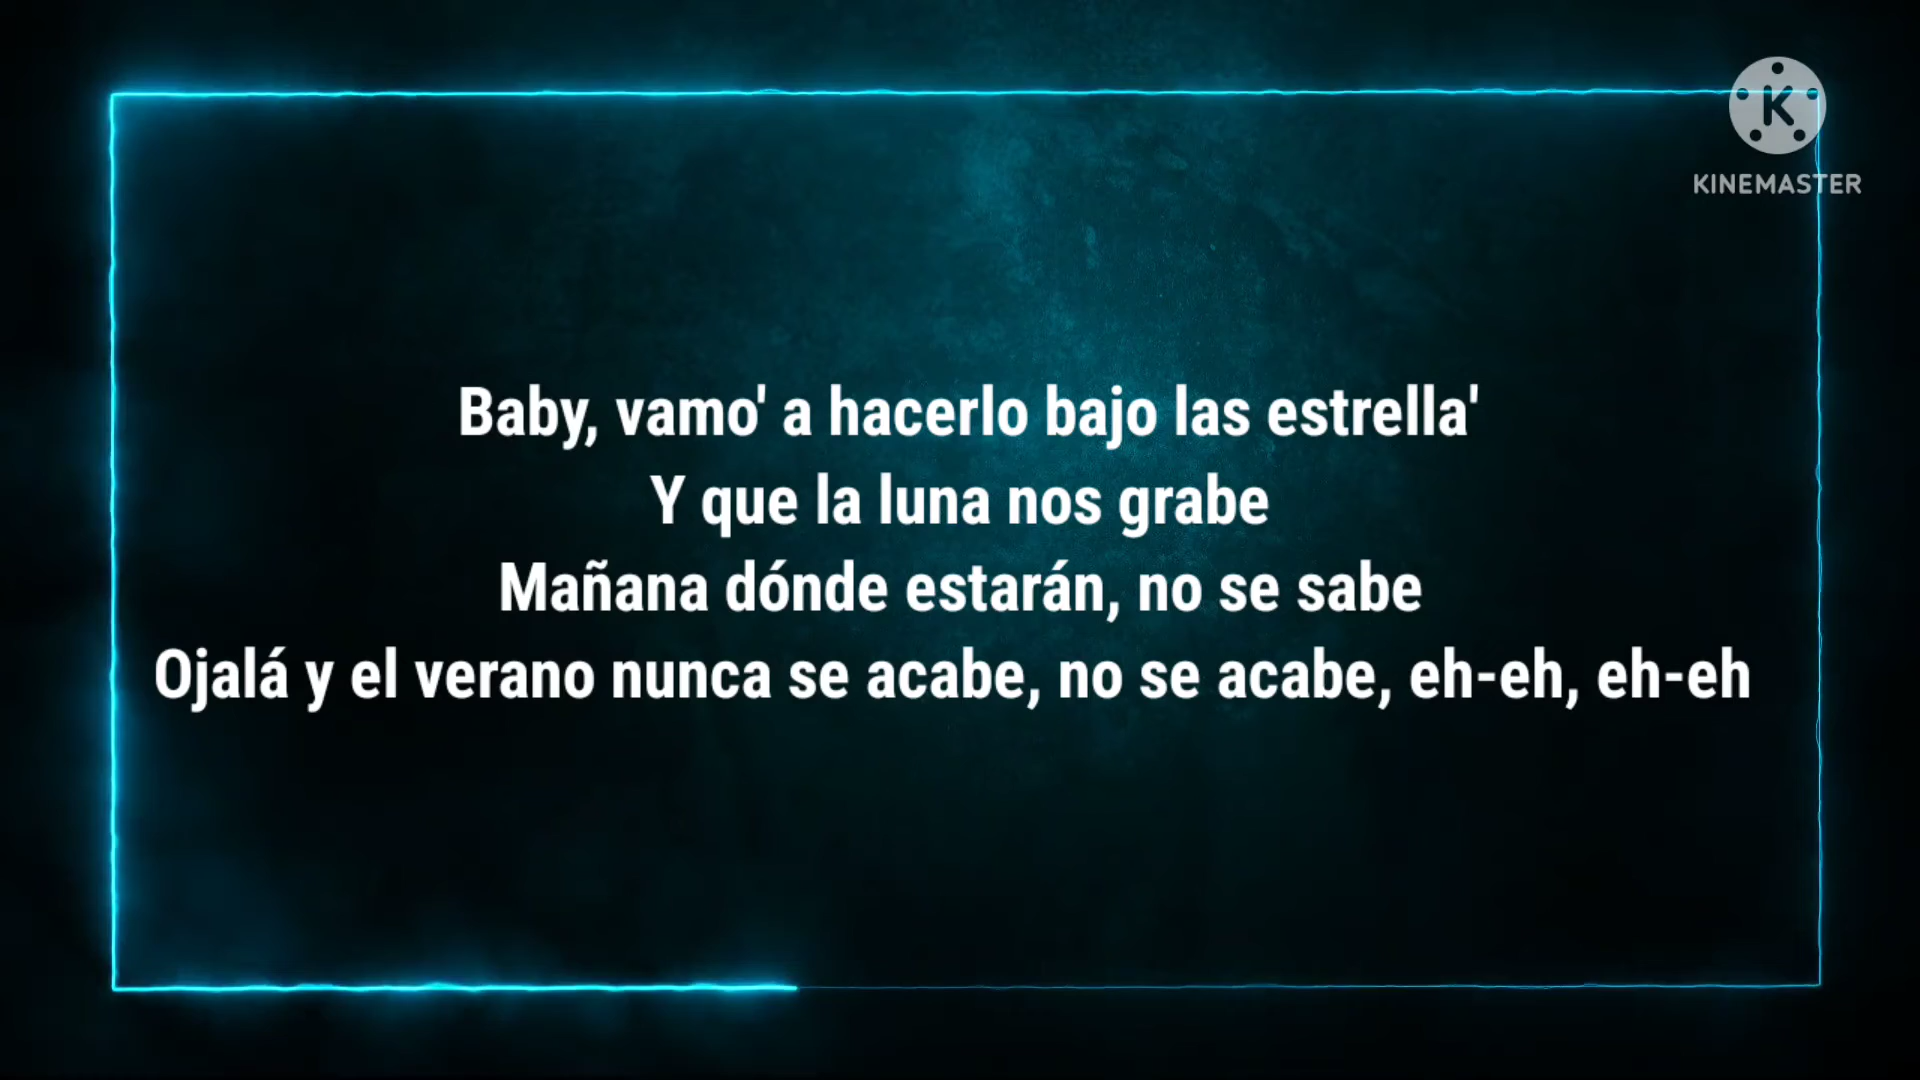 KINEMASTER
Baby, vamo' a hacerlo bajo las estrella'
Y que la luna nos grabe
Mañana dónde estarán, no se sabe
Ojalá y el verano nunca se acabe, no se acabe, eh-eh, eh-eh